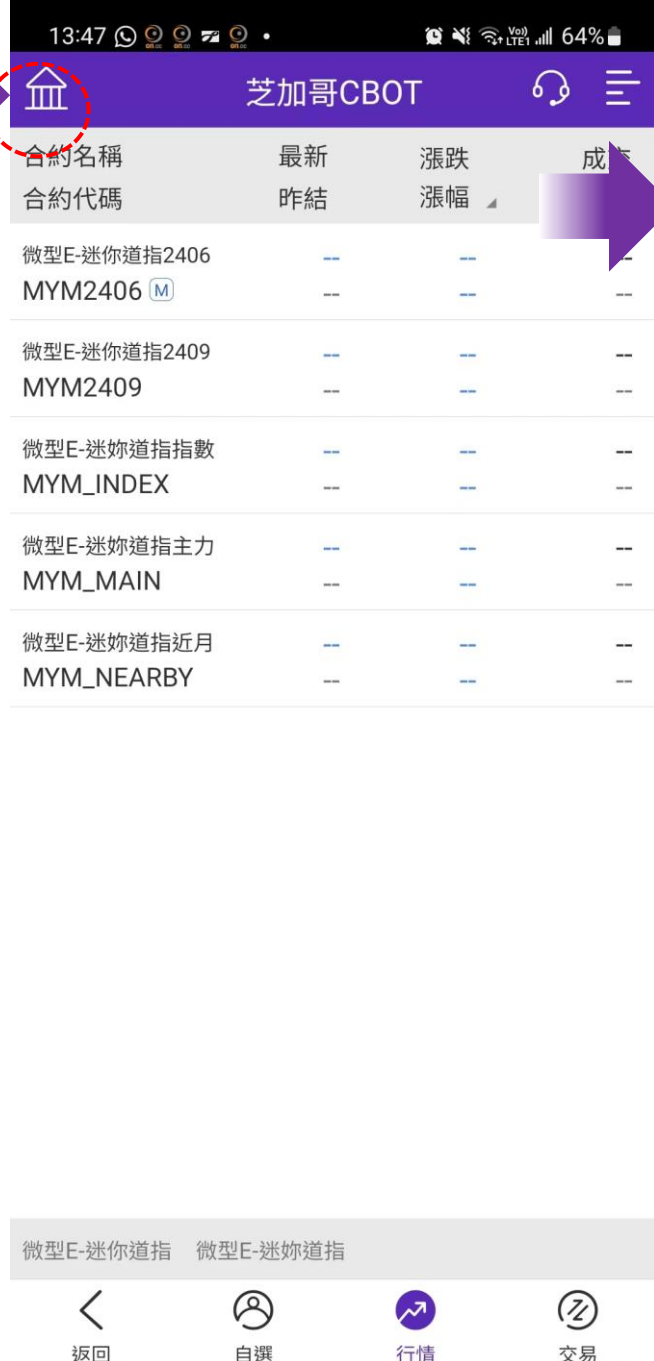 13:47
Vo)) LTE1 64%
芝加哥CBOT
合約名稱 最新 漲跌 成交
合約代碼 昨結 漲幅
微型E-迷你道指2406 -- -- --
MYM2406 M -- -- --
微型E-迷你道指2409 -- -- --
MYM2409 -- -- --
微型E-迷妳道指指數 -- -- --
MYM_INDEX -- -- --
微型E-迷妳道指主力 -- -- --
MYM_MAIN -- -- --
微型E-迷妳道指近月 -- -- --
MYM_NEARBY -- -- --
微型E-迷你道指 微型E-迷妳道指
返回 自選 行情 交易